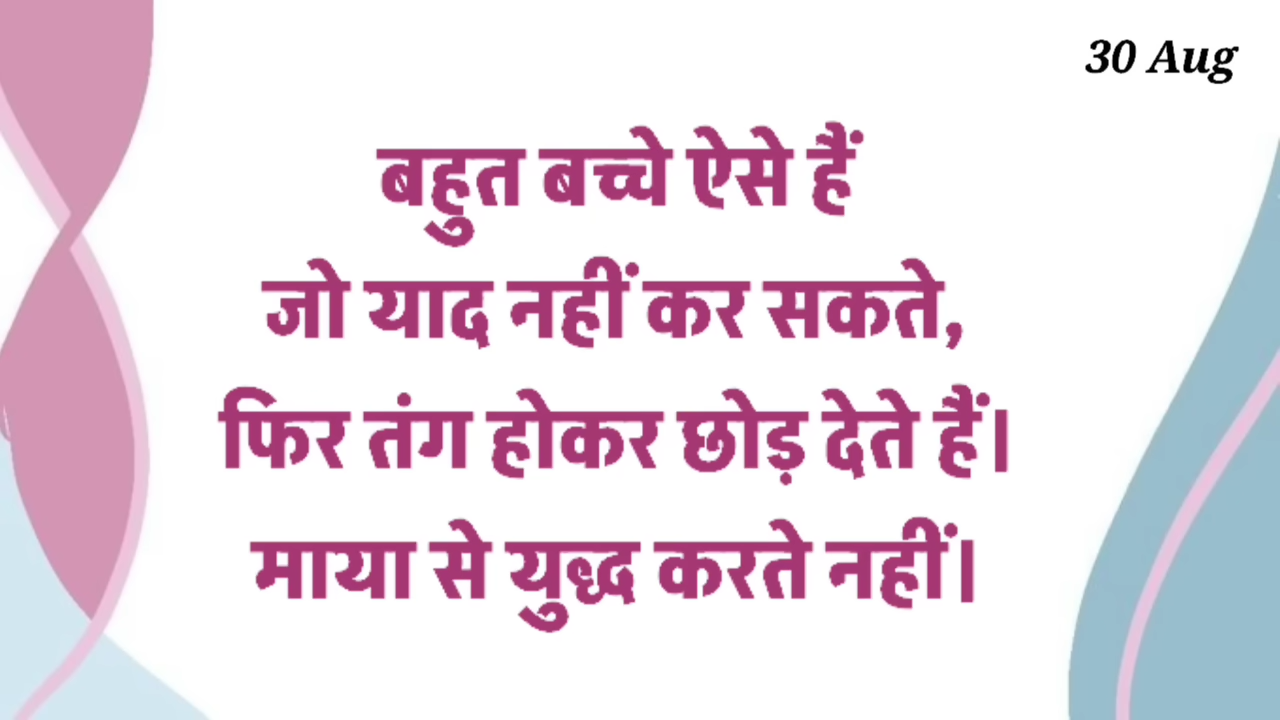 30 Aug
बहुत बच्चे ऐसे हैं
जो याद नहीं कर सकते,
फिर तंग होकर छोड़ देते हैं।
माया से युद्ध करते नहीं।